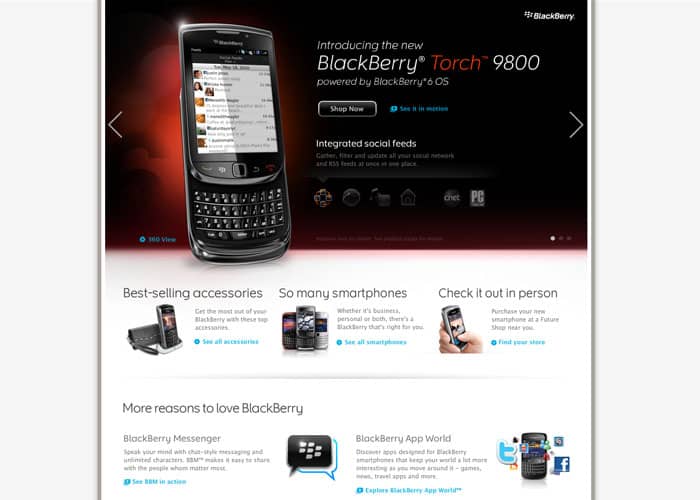 BlackBerry.
Introducing the new
BlackBerry® Torch™ 9800
powered by BlackBerry® 6 OS
Shop Now
See it in motion
Integrated social feeds
Gather, filter and update all your social network
and RSS feeds at once in one place.
cnet
PC
360 View
BlackBerry
Feeds
Social Feeds
Best-selling accessories
Get the most out of your
BlackBerry with these top
accessories.
See all accessories
So many smartphones
Whether it's business,
personal or both, there's a
BlackBerry that's right for you.
See all smartphones
Check it out in person
Purchase your new
smartphone at a Future
Shop near you.
Find your store
More reasons to love BlackBerry
BlackBerry Messenger
Speak your mind with chat-style messaging and
unlimited characters. BBM™ makes it easy to share
with the people whom matter most.
See BBM in action
BlackBerry App World
Discover apps designed for BlackBerry
smartphones that keep your world a lot more
interesting as you move around it – games,
news, travel apps and more.
Explore BlackBerry App World™